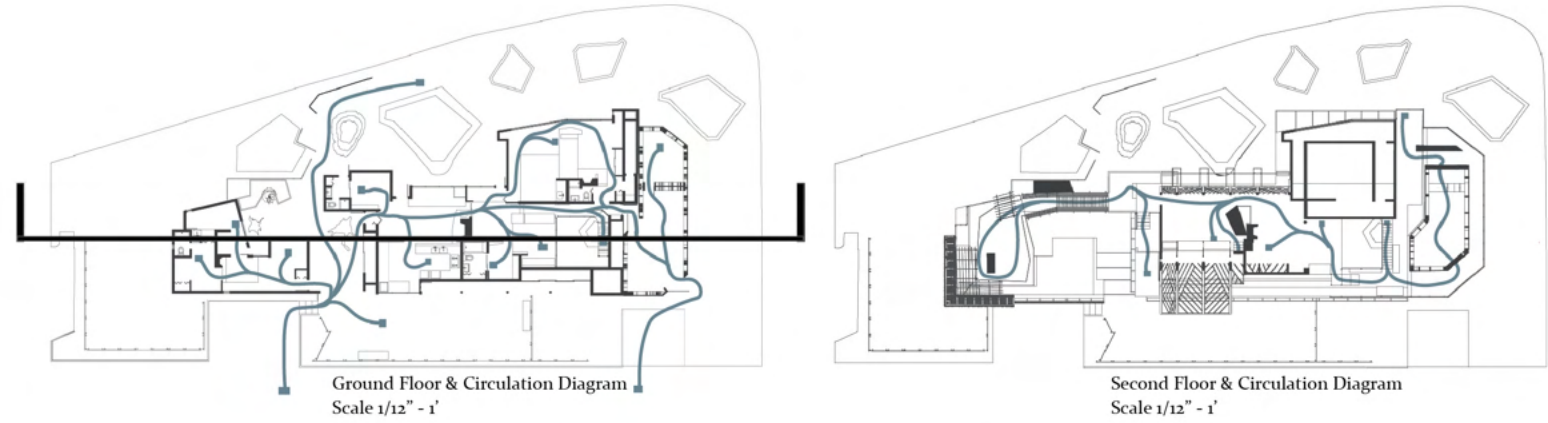 Ground Floor & Circulation Diagram
Scale 1/12” - 1’
Second Floor & Circulation Diagram
Scale 1/12” - 1’